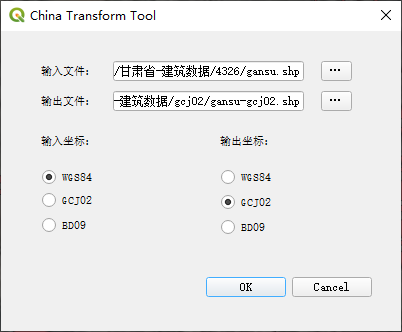 China Transform Tool
输入文件： /甘肃省-建筑数据/4326/gansu.shp ...
输出文件： -建筑数据/gcj02/gansu-gcj02.shp ...
输入坐标： 输出坐标：
WGS84 WGS84
GCJ02 GCJ02
BD09 BD09
OK Cancel